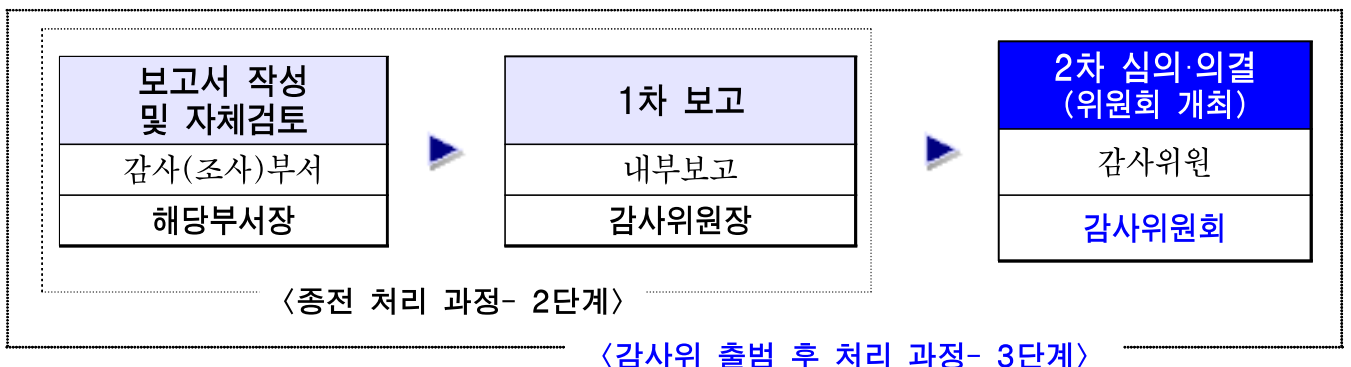 보고서 작성
및 자체검토
감사(조사)부서
해당부서장
1차 보고
내부보고
감사위원장
2차 심의·의결
(위원회 개최)
감사위원
감사위원회
〈종전 처리 과정- 2단계〉
〈감사위 출범 후 처리 과정- 3단계〉